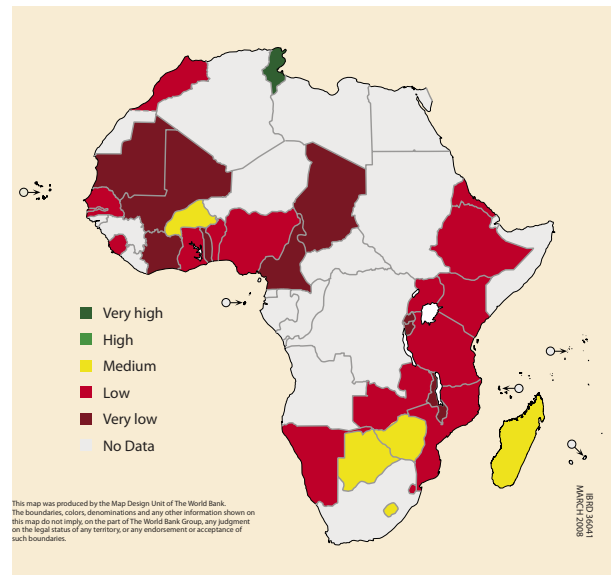 Very high
High
Medium
Low
Very low
No Data
This map was produced by the Map Design Unit of The World Bank.
The boundaries, colors, denominations and any other information shown on
this map do not imply, on the part of The World Bank Group, any judgment
on the legal status of any territory, or any endorsement or acceptance of
such boundaries.
IBRD 36041
MARCH 2008